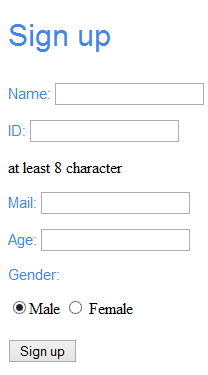 Sign up
Name:
ID:
at least 8 character
Mail:
Age:
Gender:
Male Female
Sign up